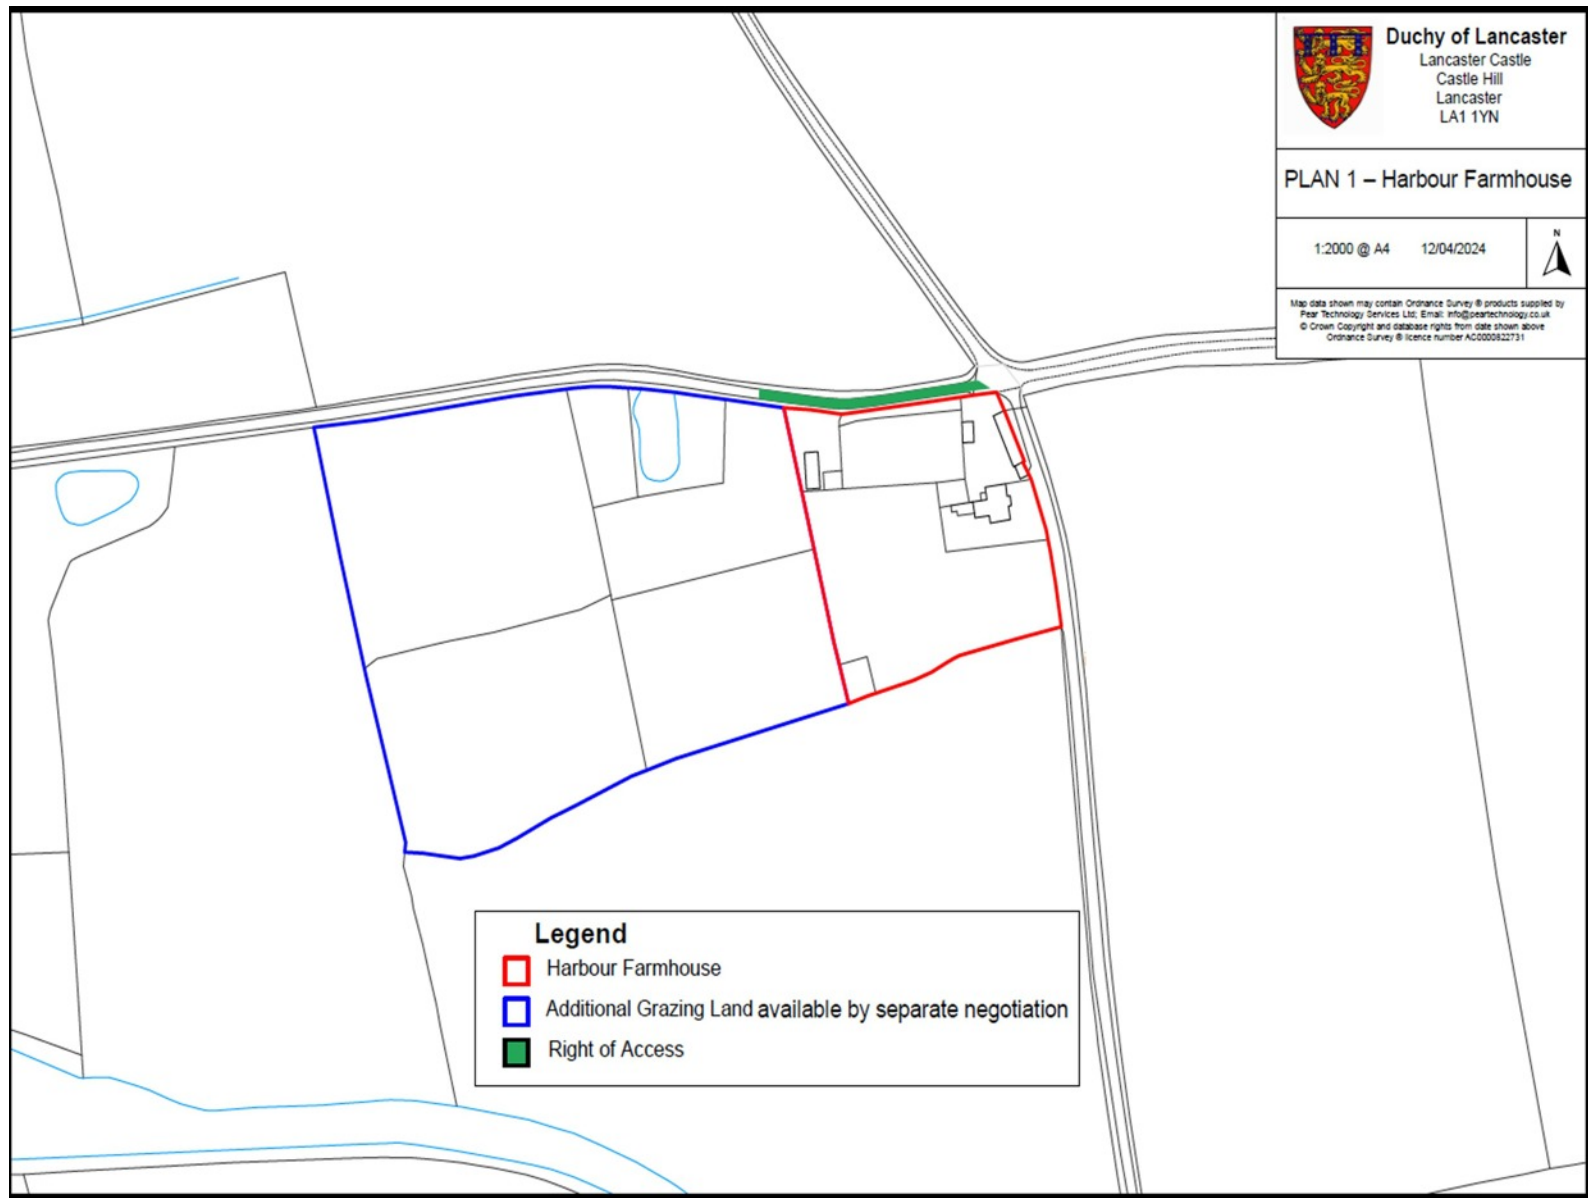 Duchy of Lancaster
Lancaster Castle
Castle Hill
Lancaster
LA1 1YN
PLAN 1 – Harbour Farmhouse
1:2000 @ A4 12/04/2024
N
Map data shown may contain Ordnance Survey ® products supplied by
Pear Technology Services Ltd; Email: info@peartechnology.co.uk
© Crown Copyright and database rights from date shown above
Ordnance Survey ® licence number AC0000822731
Legend
Harbour Farmhouse
Additional Grazing Land available by separate negotiation
Right of Access